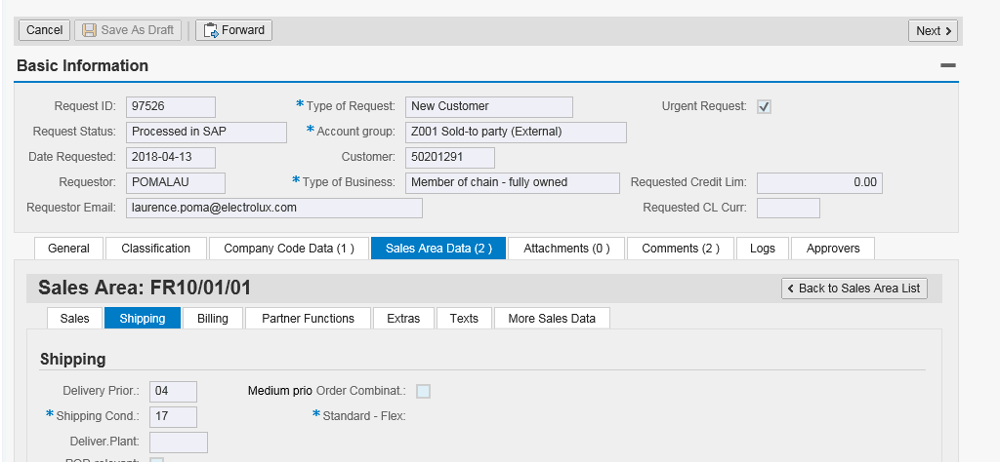 Cancel Save As Draft Forward Next
Basic Information
Request ID: 97526 * Type of Request: New Customer Urgent Request:
Request Status: Processed in SAP * Account group: Z001 Sold-to party (External)
Date Requested: 2018-04-13 Customer: 50201291
Requestor: POMALAU * Type of Business: Member of chain - fully owned Requested Credit Lim: 0.00
Requestor Email: laurence.poma@electrolux.com Requested CL Curr:
General Classification Company Code Data (1 ) Sales Area Data (2 ) Attachments (0 ) Comments (2 ) Logs Approvers
Sales Area: FR10/01/01 Back to Sales Area List
Sales Shipping Billing Partner Functions Extras Texts More Sales Data
Shipping
Delivery Prior.: 04 Medium prio Order Combinat.:
* Shipping Cond.: 17 * Standard - Flex:
Deliver.Plant: